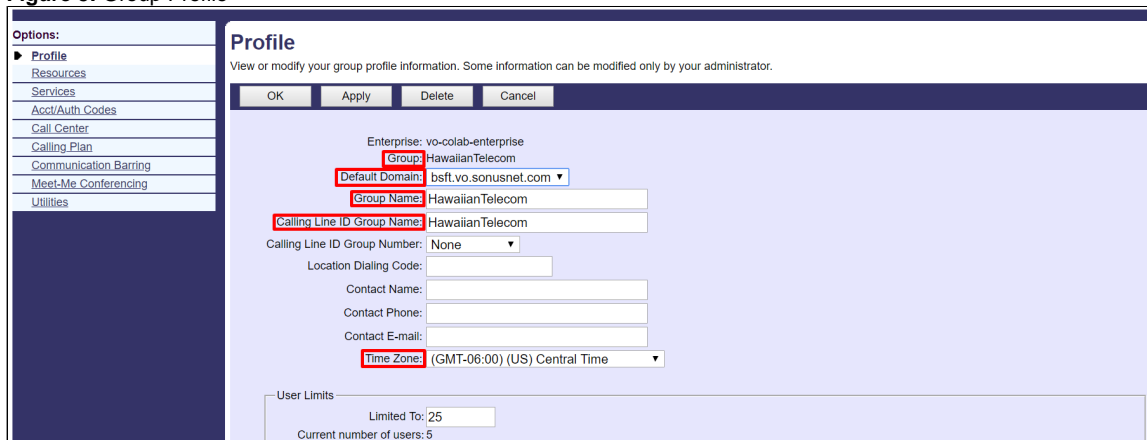 Figure 8: Group Profile
Options:
Profile
Resources
Services
Acct/Auth Codes
Call Center
Calling Plan
Communication Barring
Meet-Me Conferencing
Utilities
Profile
View or modify your group profile information. Some information can be modified only by your administrator.
OK Apply Delete Cancel
Enterprise: vo-colab-enterprise
Group: HawaiianTelecom
Default Domain: bsft.vo.sonusnet.com
Group Name: HawaiianTelecom
Calling Line ID Group Name: HawaiianTelecom
Calling Line ID Group Number: None
Location Dialing Code:
Contact Name:
Contact Phone:
Contact E-mail:
Time Zone: (GMT-06:00) (US) Central Time
User Limits
Limited To: 25
Current number of users: 5